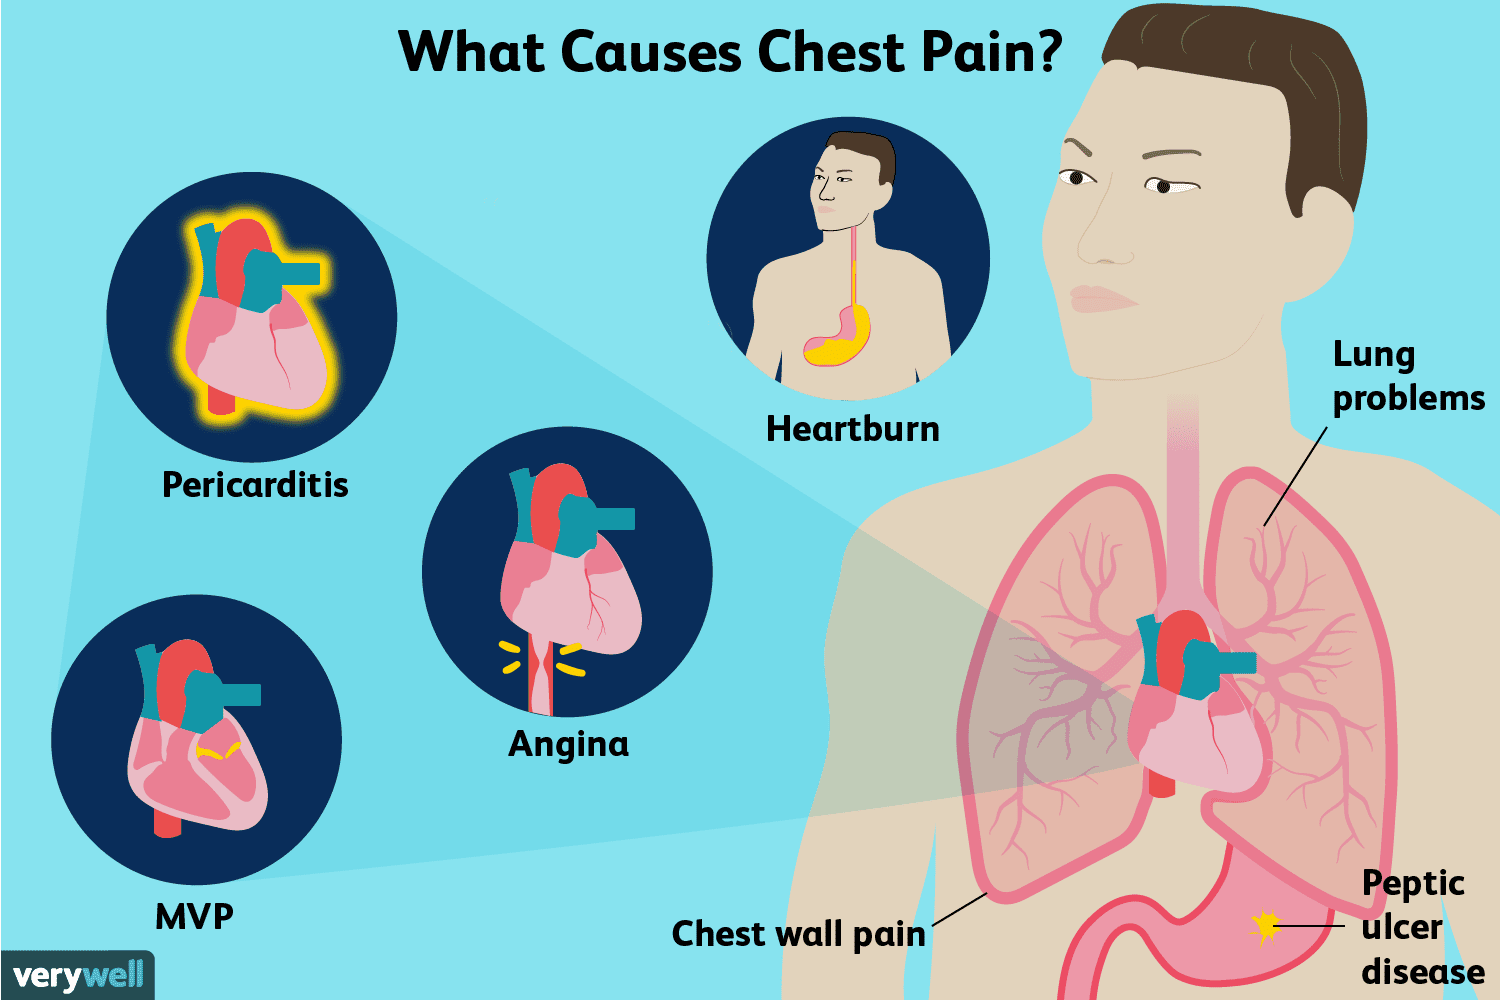 What Causes Chest Pain?
Heartburn
Lung
problems
Pericarditis
Angina
MVP
Chest wall pain
Peptic
ulcer
disease
verywell